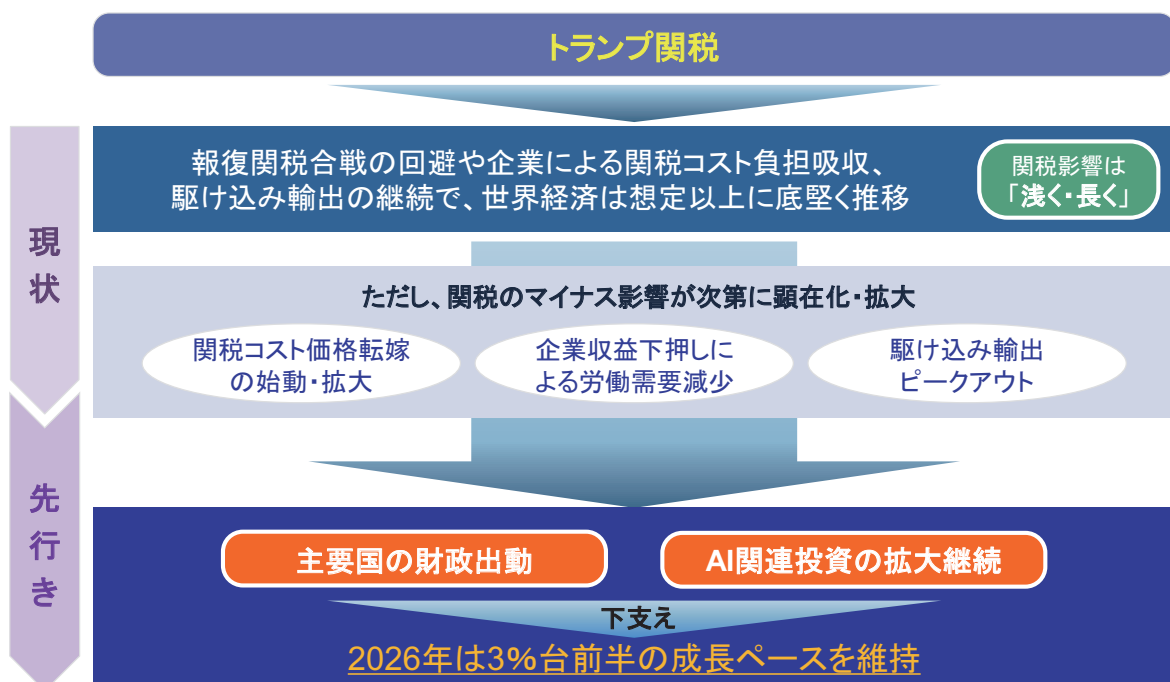 トランプ関税
現状
報復関税合戦の回避や企業による関税コスト負担吸収、
駆け込み輸出の継続で、世界経済は想定以上に底堅く推移
関税影響は
「浅く・長く」
ただし、関税のマイナス影響が次第に顕在化・拡大
関税コスト価格転嫁
の始動・拡大
企業収益下押しに
よる労働需要減少
駆け込み輸出
ピークアウト
先行き
主要国の財政出動
AI関連投資の拡大継続
下支え
2026年は3%台前半の成長ペースを維持